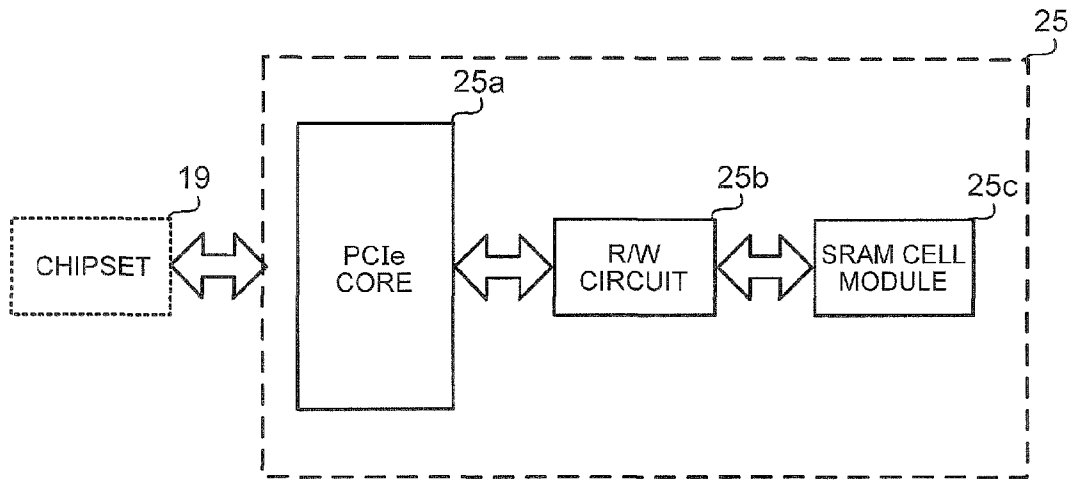 25
25a
19
25b
25c
CHIPSET
PCIe
CORE
R/W
CIRCUIT
SRAM CELL
MODULE